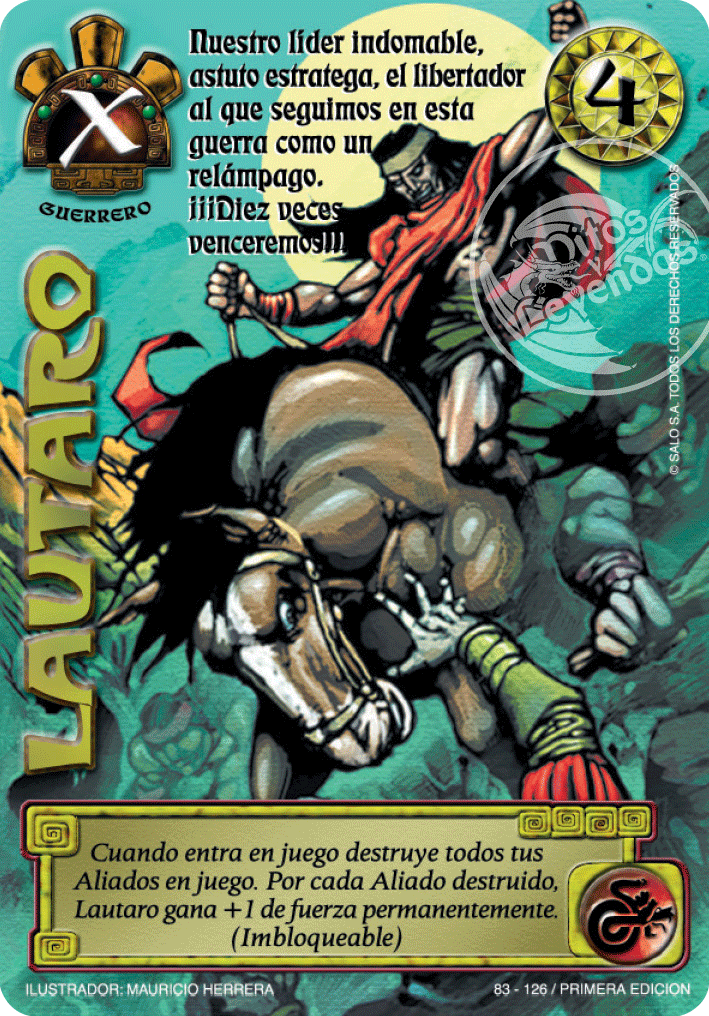 Nuestro líder indomable,
astuto estratega, el libertador
al que seguimos en esta
guerra como un
relámpago.
¡¡¡Diez veces
venceremos!!!
X
GUERRERO
4
Mitos
y
Leyendas
®
© SALO S.A. TODOS LOS DERECHOS RESERVADOS
LAUTARO
Cuando entra en juego destruye todos tus
Aliados en juego. Por cada Aliado destruido,
Lautaro gana +1 de fuerza permanentemente.
(Imbloqueable)
ILUSTRADOR: MAURICIO HERRERA
83 - 126 / PRIMERA EDICION